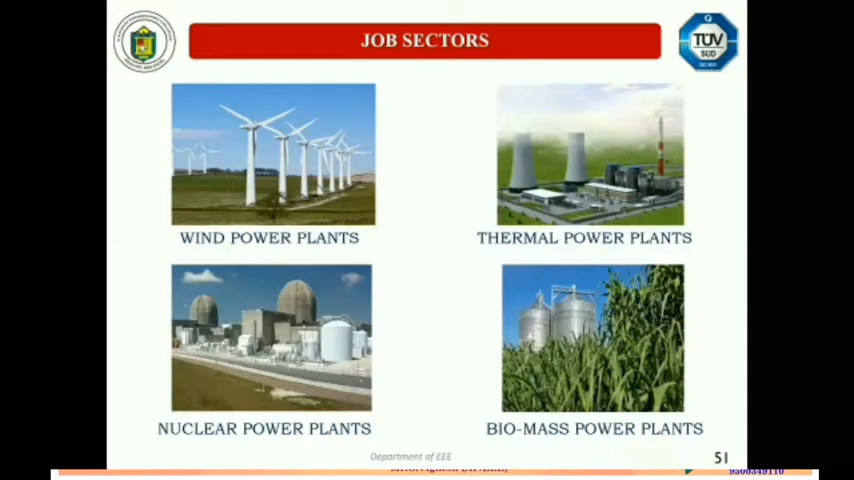 JOB SECTORS
Q
TÜV
SÜD
WIND POWER PLANTS
THERMAL POWER PLANTS
NUCLEAR POWER PLANTS
BIO-MASS POWER PLANTS
Department of EEE
51
9500349110